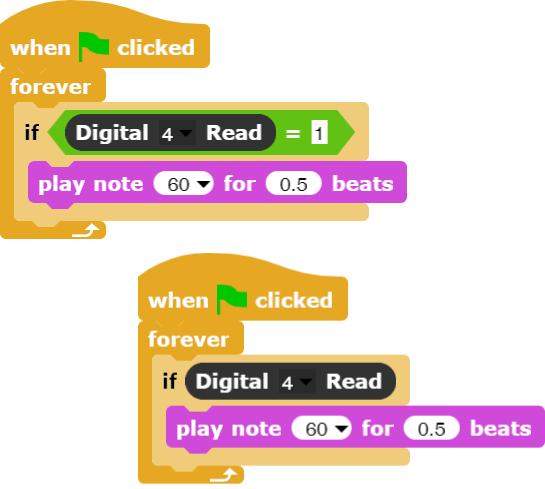 when clicked
forever
if Digital 4 Read = 1
play note 60 for 0.5 beats
when clicked
forever
if Digital 4 Read
play note 60 for 0.5 beats